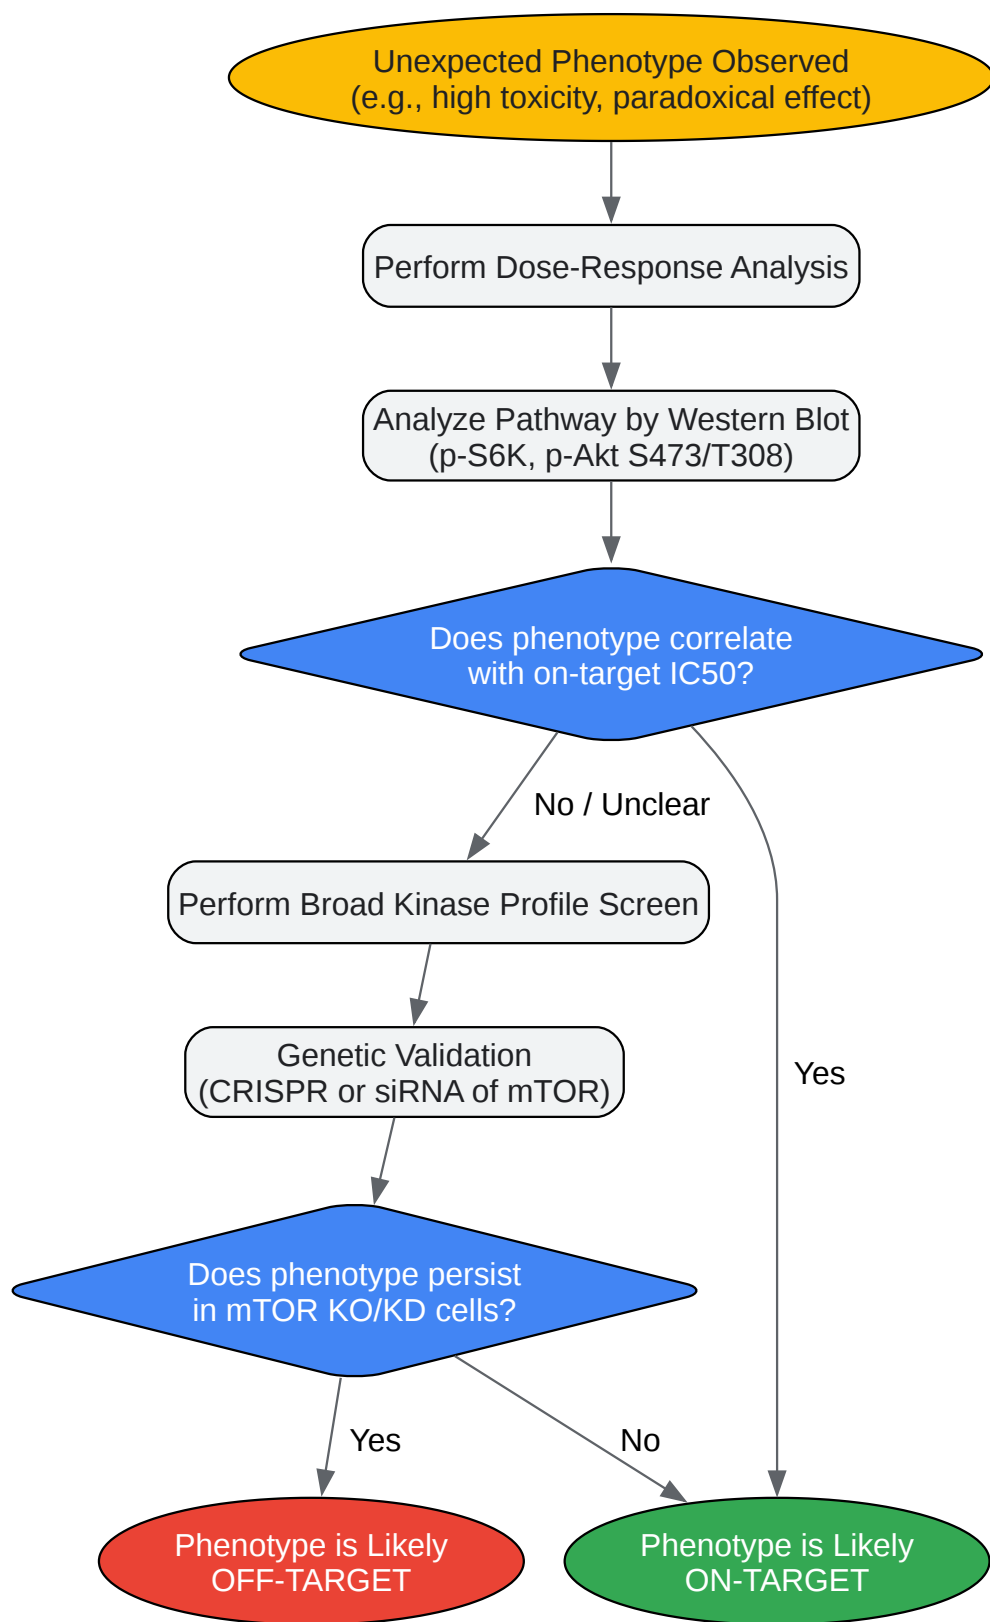 Unexpected Phenotype Observed
(e.g., high toxicity, paradoxical effect)
Perform Dose-Response Analysis
Analyze Pathway by Western Blot
(p-S6K, p-Akt S473/T308)
Does phenotype correlate
with on-target IC50?
No / Unclear
Perform Broad Kinase Profile Screen
Genetic Validation
(CRISPR or siRNA of mTOR)
Yes
Does phenotype persist
in mTOR KO/KD cells?
Yes
No
Phenotype is Likely
OFF-TARGET
Phenotype is Likely
ON-TARGET